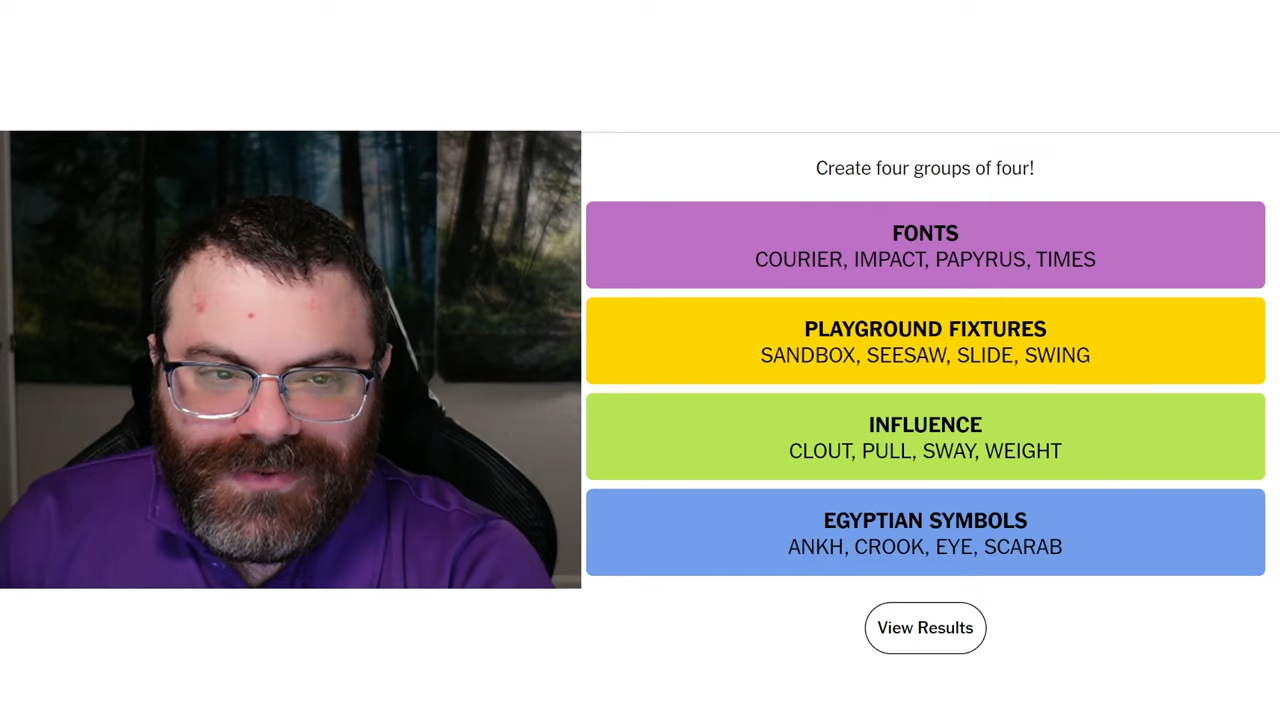 Create four groups of four!
FONTS
COURIER, IMPACT, PAPYRUS, TIMES
PLAYGROUND FIXTURES
SANDBOX, SEESAW, SLIDE, SWING
INFLUENCE
CLOUT, PULL, SWAY, WEIGHT
EGYPTIAN SYMBOLS
ANKH, CROOK, EYE, SCARAB
View Results